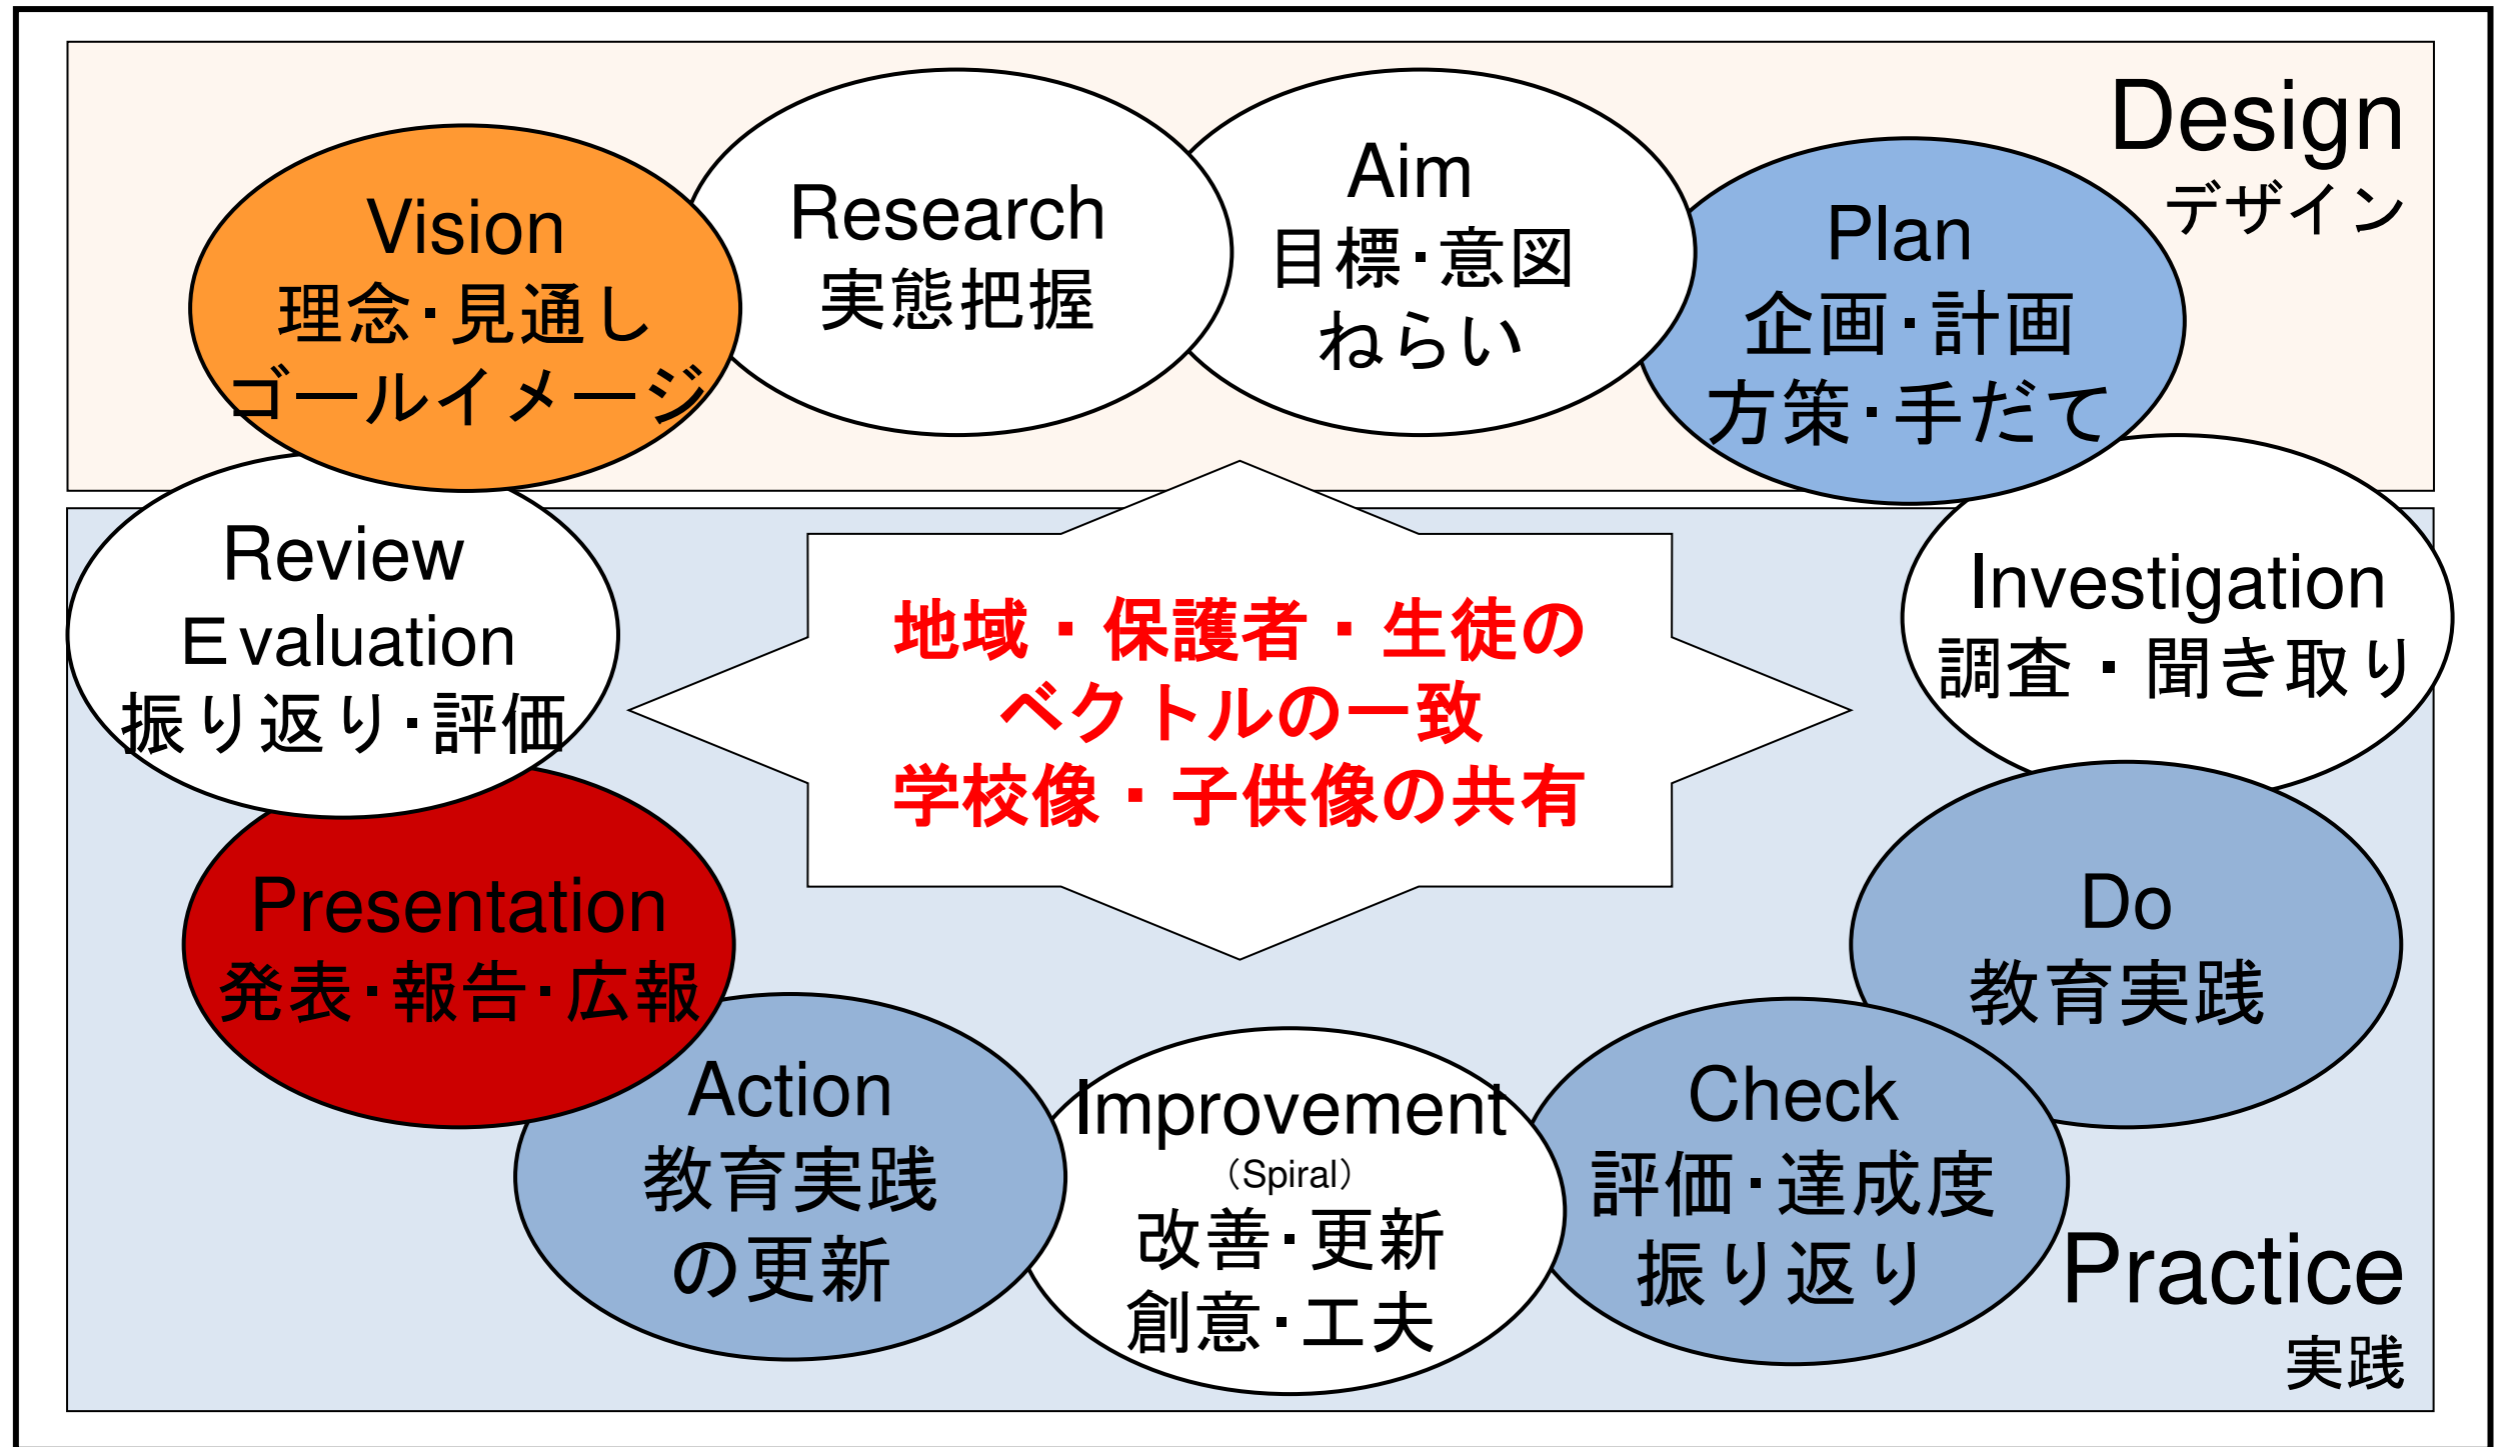 Design
デザイン
Vision
理念・見通し
ゴールイメージ
Research
実態把握
Aim
目標・意図
ねらい
Plan
企画・計画
方策・手だて
Investigation
調査・聞き取り
Do
教育実践
Check
評価・達成度
振り返り
Improvement
（Spiral）
改善・更新
創意・工夫
Action
教育実践
の更新
Presentation
発表・報告・広報
Review
Ｅvaluation
振り返り・評価
地域・保護者・生徒の
ベクトルの一致
学校像・子供像の共有
Practice
実践